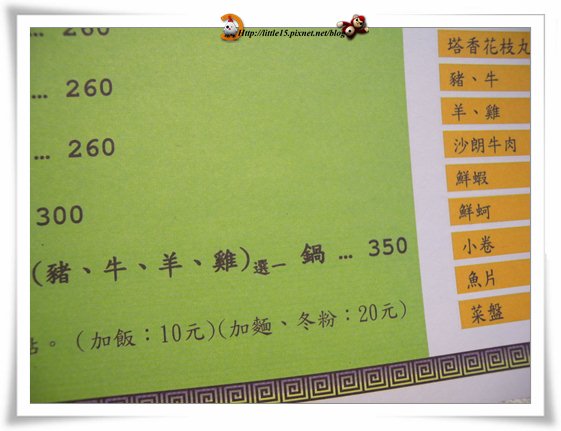 Http://little15.pixnet.net/blog
… 260
… 260
… 260
300
(豬、牛、羊、雞)選一 鍋 … 350
點。(加飯:10元)(加麵、冬粉:20元)
塔香花枝丸
豬、牛
羊、雞
沙朗牛肉
鮮蝦
鮮蚵
小卷
魚片
菜盤